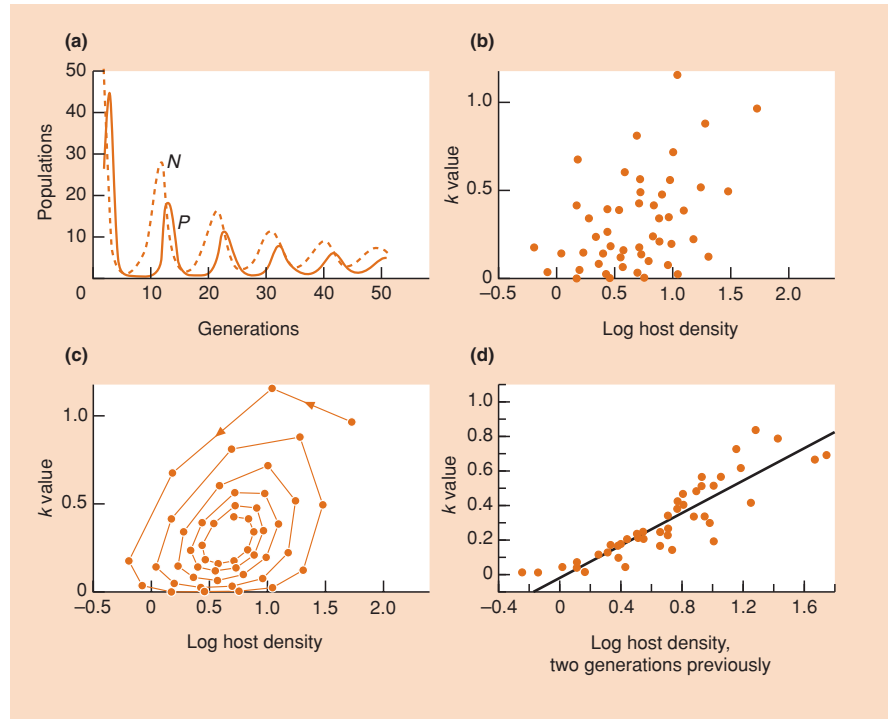 (a)
50
40
30
20
10
0
10
20
30
40
50
Populations
Generations
N
P
(b)
1.0
0.5
0
–0.5
0
0.5
1.0
1.5
2.0
k value
Log host density
(c)
1.0
0.5
0
–0.5
0
0.5
1.0
1.5
2.0
k value
Log host density
(d)
1.0
0.8
0.6
0.4
0.2
0
–0.4
0
0.4
0.8
1.2
1.6
k value
Log host density,
two generations previously